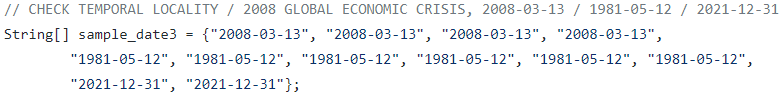 // CHECK TEMPORAL LOCALITY / 2008 GLOBAL ECONOMIC CRISIS, 2008-03-13 / 1981-05-12 / 2021-12-31
String[] sample_date3 = {"2008-03-13", "2008-03-13", "2008-03-13", "2008-03-13",
"1981-05-12", "1981-05-12", "1981-05-12", "1981-05-12", "1981-05-12", "1981-05-12",
"2021-12-31", "2021-12-31"};